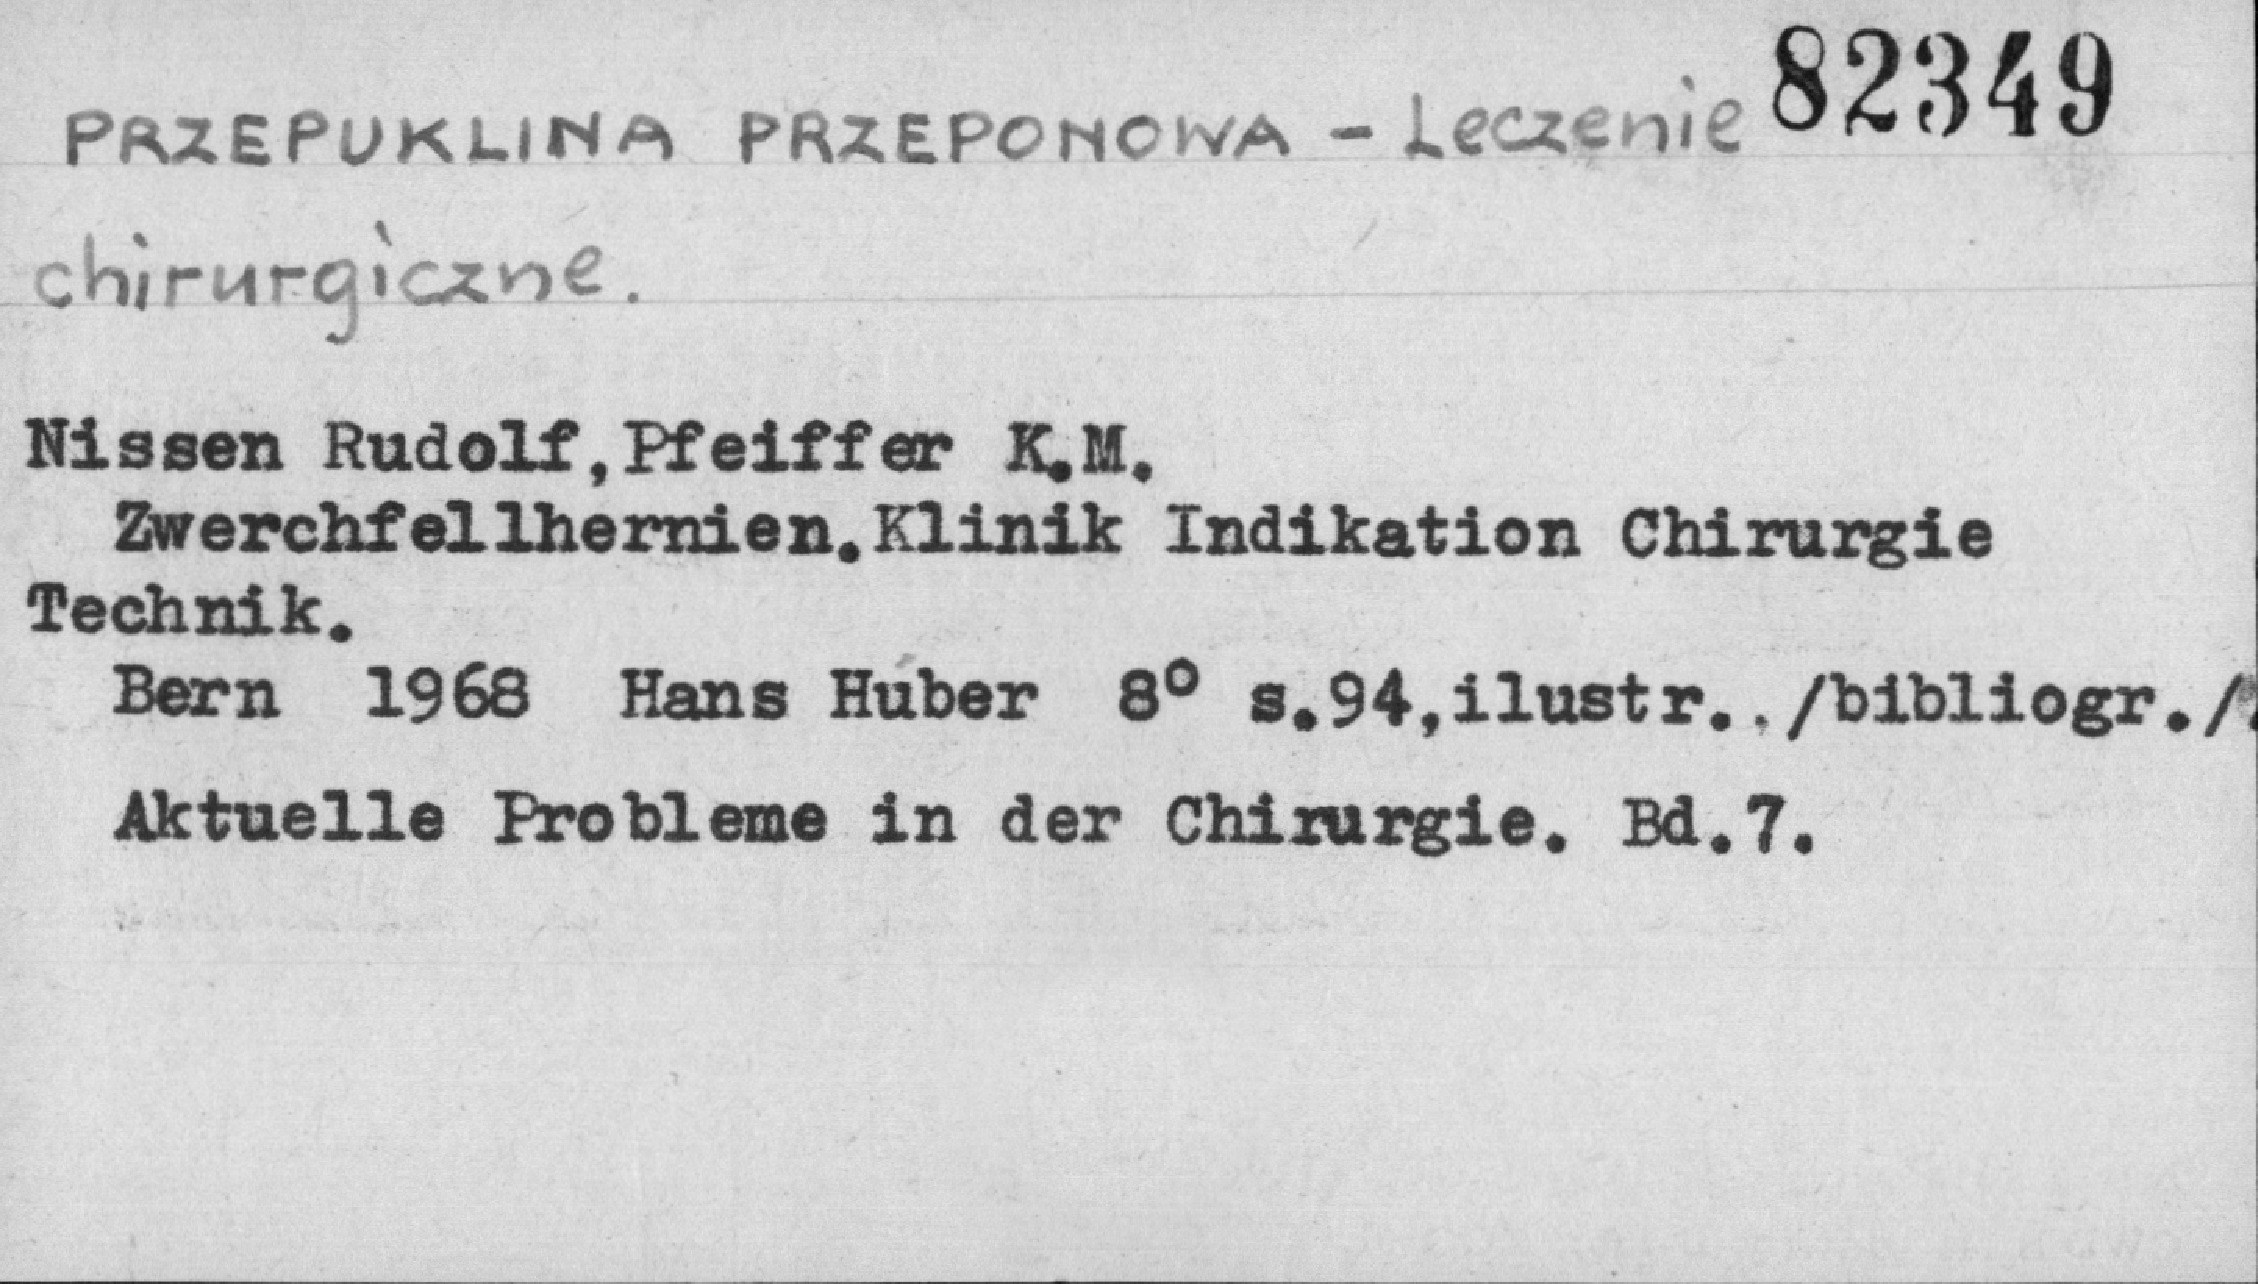 82349
PRZEPUKLINA PRZEPONOWA - Leczenie
chirurgiczne.
Nissen Rudolf,Pfeiffer K.M.
Zwerchfellhernien.Klinik Indikation Chirurgie
Technik.
Bern 1968 Hans Huber 8° s.94,ilustr.. /bibliogr./.
Aktuelle Probleme in der Chirurgie. Bd.7.